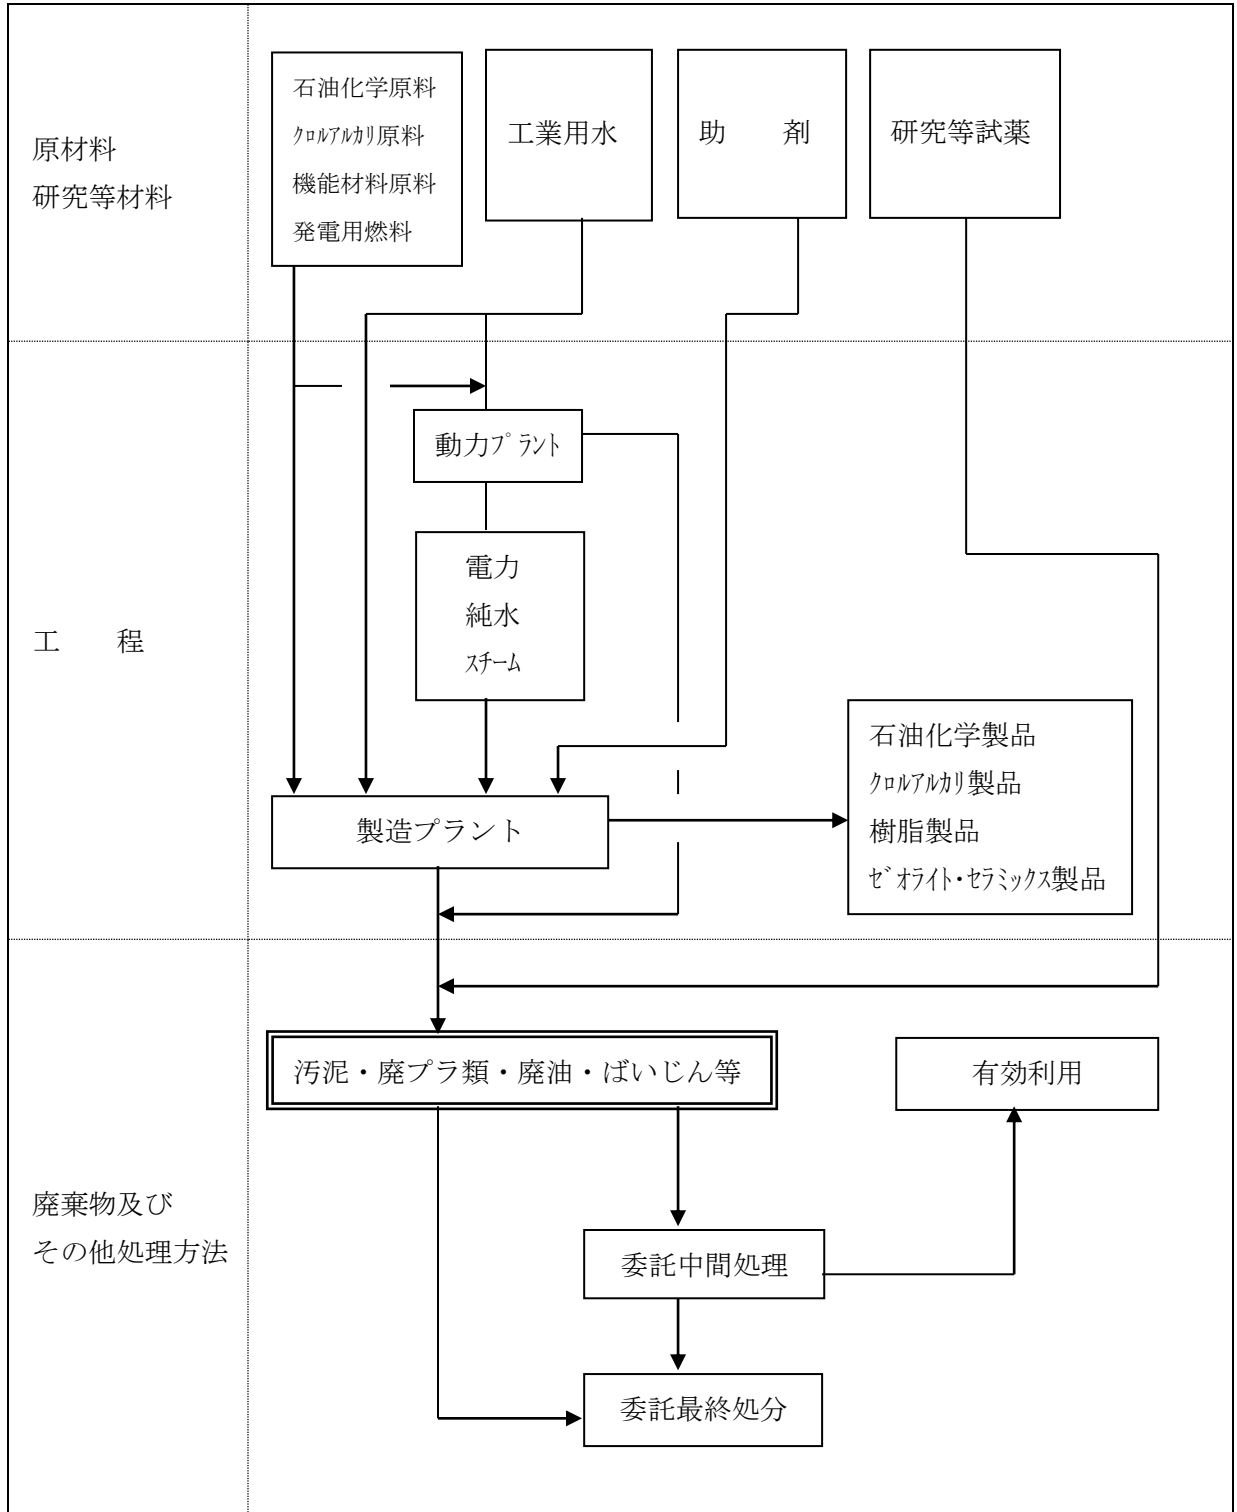 原材料
研究等材料
石油化学原料
ｸﾛﾙｱﾙｶﾘ原料
機能材料原料
発電用燃料
工業用水
助　　剤
研究等試薬
工　　程
動力ﾌﾟﾗﾝﾄ
電力
純水
ｽﾁｰﾑ
製造プラント
石油化学製品
ｸﾛﾙｱﾙｶﾘ製品
樹脂製品
ｾﾞｵﾗｲﾄ・ｾﾗﾐｯｸｽ製品
廃棄物及び
その他処理方法
汚泥・廃プラ類・廃油・ばいじん等
有効利用
委託中間処理
委託最終処分